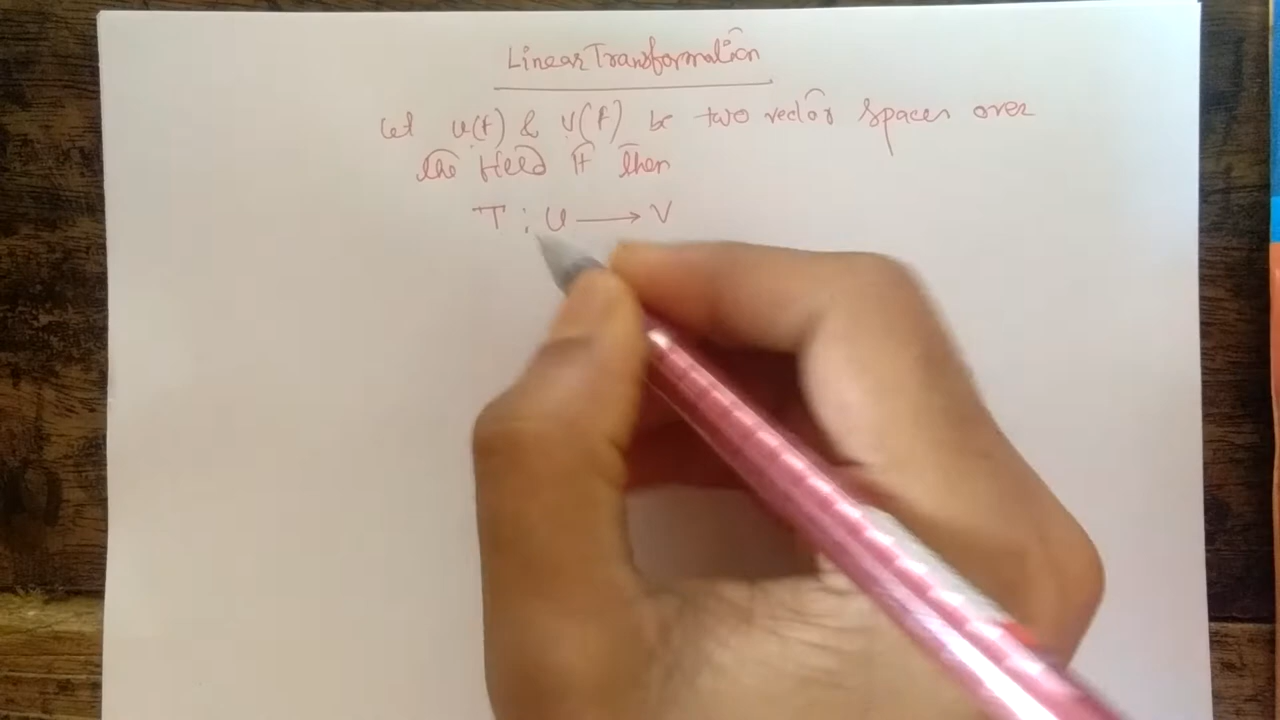 Linear Transformation
Let U(F) & V(F) be two vector spaces over
the field F then
T : U → V